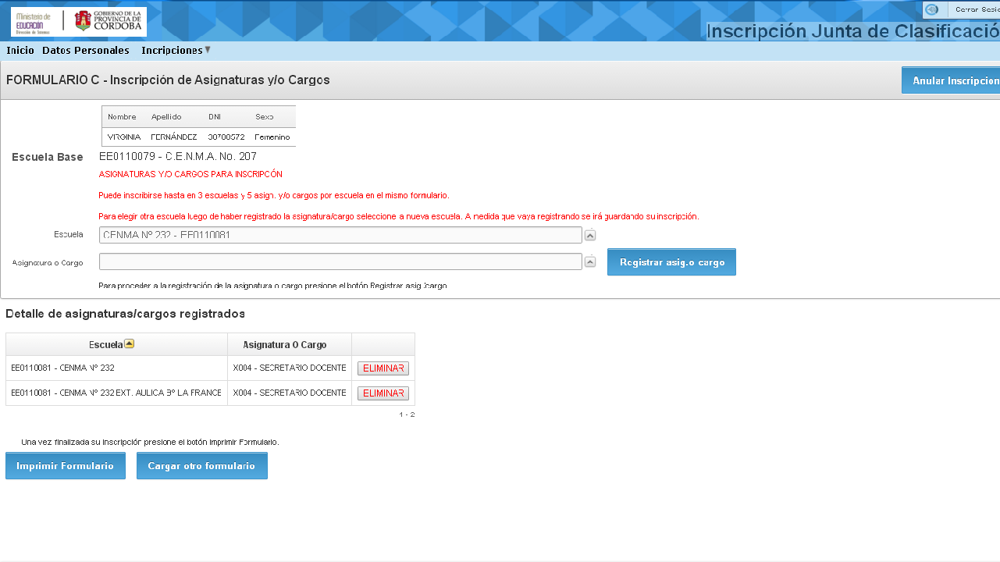 Ministerio de
EDUCACIÓN
Dirección de Sistemas
GOBIERNO DE LA
PROVINCIA DE
CÓRDOBA
Cerrar Sesió
Inscripción Junta de Clasificació
Inicio Datos Personales Incripciones
FORMULARIO C - Inscripción de Asignaturas y/o Cargos
Anular Inscripcion
Nombre Apellido DNI Sexo
VIRGINIA FERNÁNDEZ 30700572 Femenino
Escuela Base EE0110079 - C.E.N.M.A. No. 207
ASIGNATURAS Y/O CARGOS PARA INSCRIPCÓN
Puede inscribirse hasta en 3 escuelas y 5 asign. y/o cargos por escuela en el mismo formulario.
Para elegir otra escuela luego de haber registrado la asignatura/cargo seleccione a nueva escuela. A medida que vaya registrando se irá guardando su inscripción.
Escuela CENMA Nº 232 - EE0110081
Asignatura o Cargo Registrar asig.o cargo
Para proceder a la registración de la asignatura o cargo presione el botón Registrar asig./cargo
Detalle de asignaturas/cargos registrados
Escuela Asignatura O Cargo
EE0110081 - CENMA Nº 232 X004 - SECRETARIO DOCENTE ELIMINAR
EE0110081 - CENMA Nº 232 EXT. AULICA Bº LA FRANCE X004 - SECRETARIO DOCENTE ELIMINAR
1 - 2
Una vez finalizada su inscripción presione el botón Imprimir Formulario.
Imprimir Formulario Cargar otro formulario